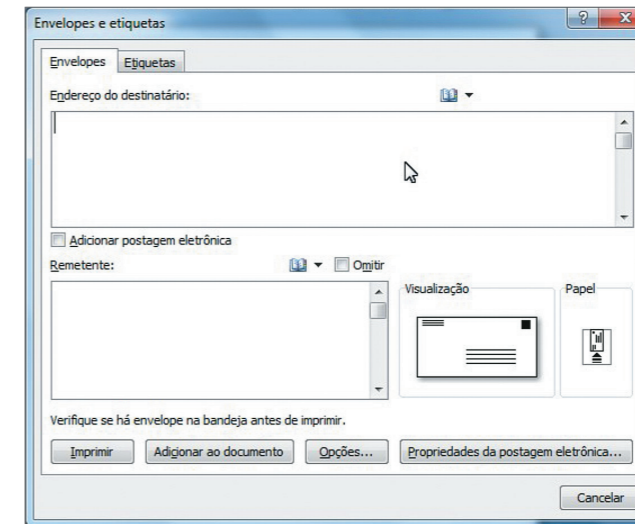 Envelopes e etiquetas
Envelopes Etiquetas
Endereço do destinatário:
Adicionar postagem eletrônica
Remetente: Omitir
Visualização Papel
Verifique se há envelope na bandeja antes de imprimir.
Imprimir Adicionar ao documento Opções... Propriedades da postagem eletrônica...
Cancelar